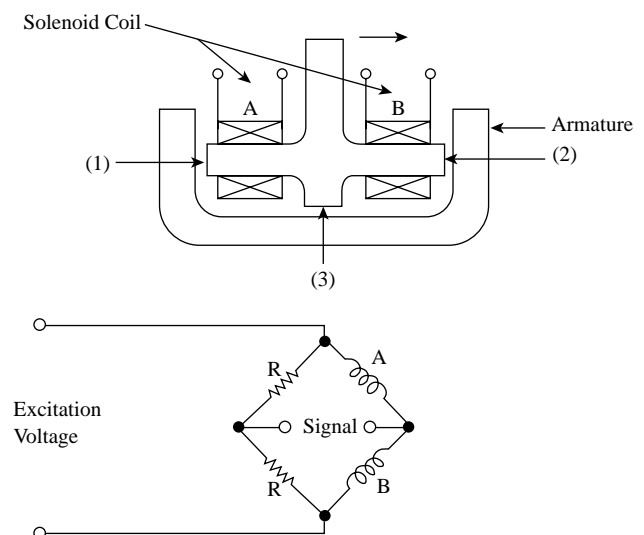 Solenoid Coil
A
B
Armature
(1)
(2)
(3)
R
A
Excitation
Voltage
Signal
R
B